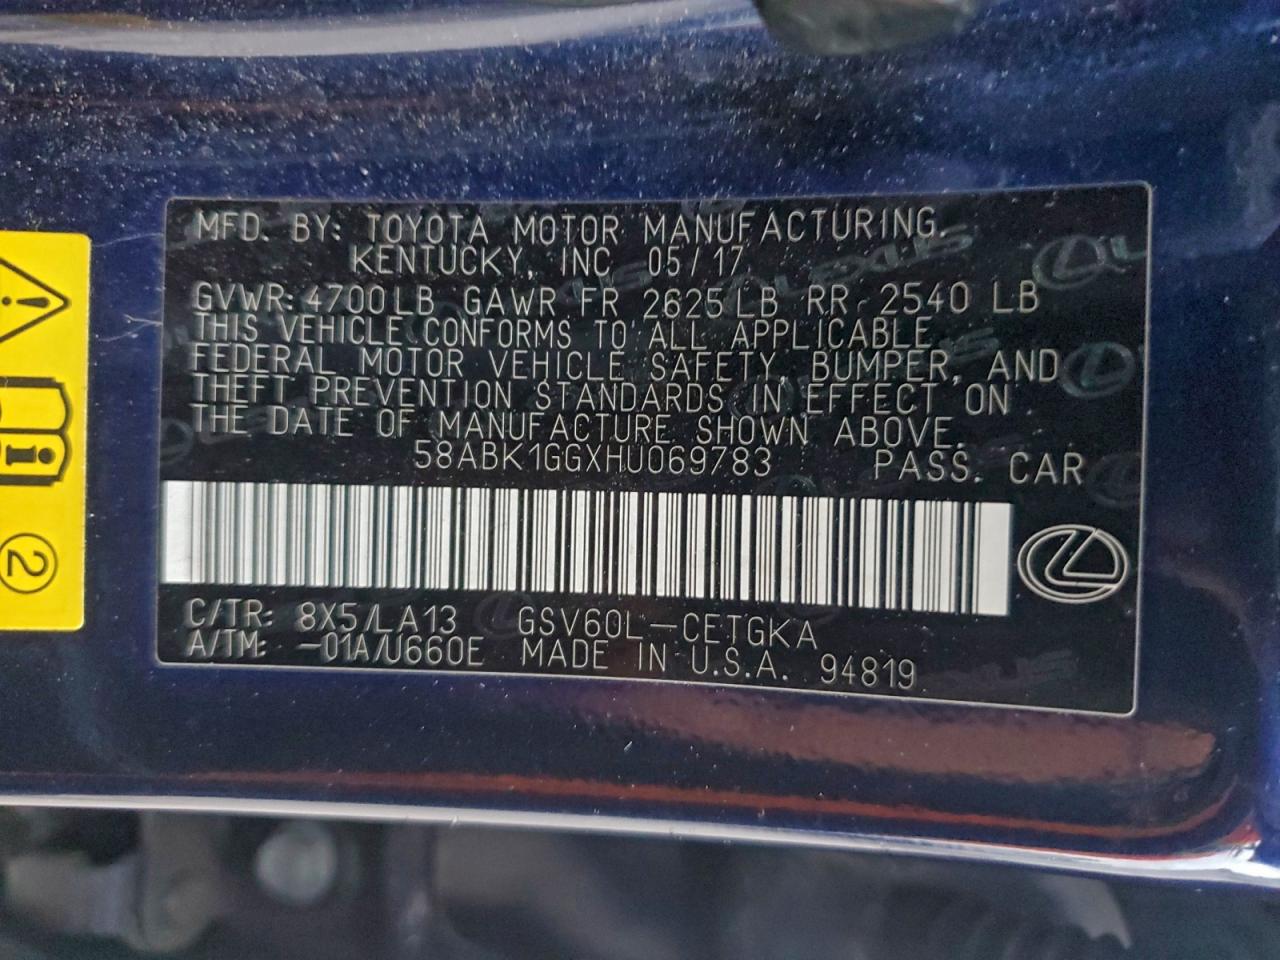 MFD. BY: TOYOTA MOTOR MANUFACTURING.
KENTUCKY, INC 05/17
GVWR: 4700LB GAWR FR 2625LB RR 2540 LB
THIS VEHICLE CONFORMS TO ALL APPLICABLE
FEDERAL MOTOR VEHICLE SAFETY, BUMPER, AND
THEFT PREVENTION STANDARDS IN EFFECT ON
THE DATE OF MANUFACTURE SHOWN ABOVE.
58ABK1GGXHU069783 PASS. CAR
C/TR: 8X5/LA13 GSV60L-CETGKA
A/TM: -01A/U660E MADE IN U.S.A. 94819
2